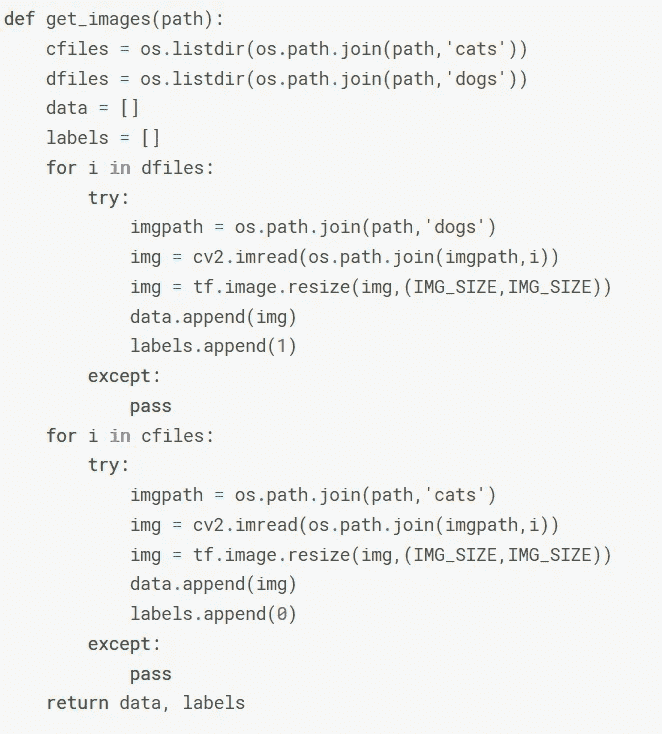 def get_images(path):
    cfiles = os.listdir(os.path.join(path,'cats'))
    dfiles = os.listdir(os.path.join(path,'dogs'))
    data = []
    labels = []
    for i in dfiles:
        try:
            imgpath = os.path.join(path,'dogs')
            img = cv2.imread(os.path.join(imgpath,i))
            img = tf.image.resize(img,(IMG_SIZE,IMG_SIZE))
            data.append(img)
            labels.append(1)
        except:
            pass
    for i in cfiles:
        try:
            imgpath = os.path.join(path,'cats')
            img = cv2.imread(os.path.join(imgpath,i))
            img = tf.image.resize(img,(IMG_SIZE,IMG_SIZE))
            data.append(img)
            labels.append(0)
        except:
            pass
    return data, labels